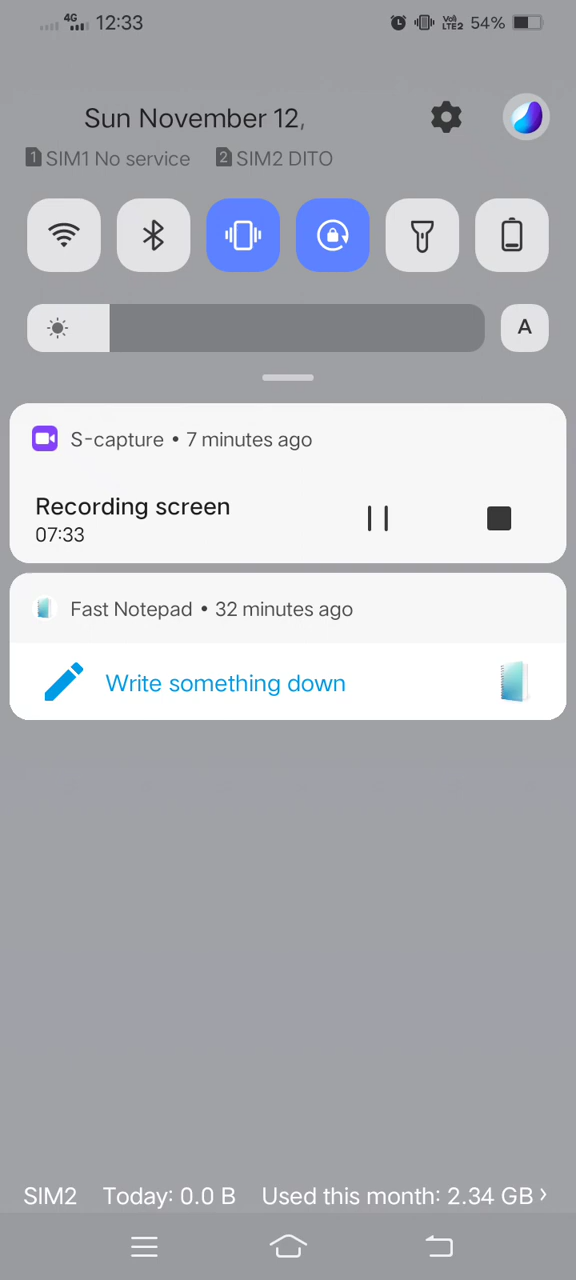 4G 12:33 VoI) LTE2 54%
Sun November 12,
1 SIM1 No service 2 SIM2 DITO
A
S-capture • 7 minutes ago
Recording screen
07:33
Fast Notepad • 32 minutes ago
Write something down
SIM2 Today: 0.0 B Used this month: 2.34 GB